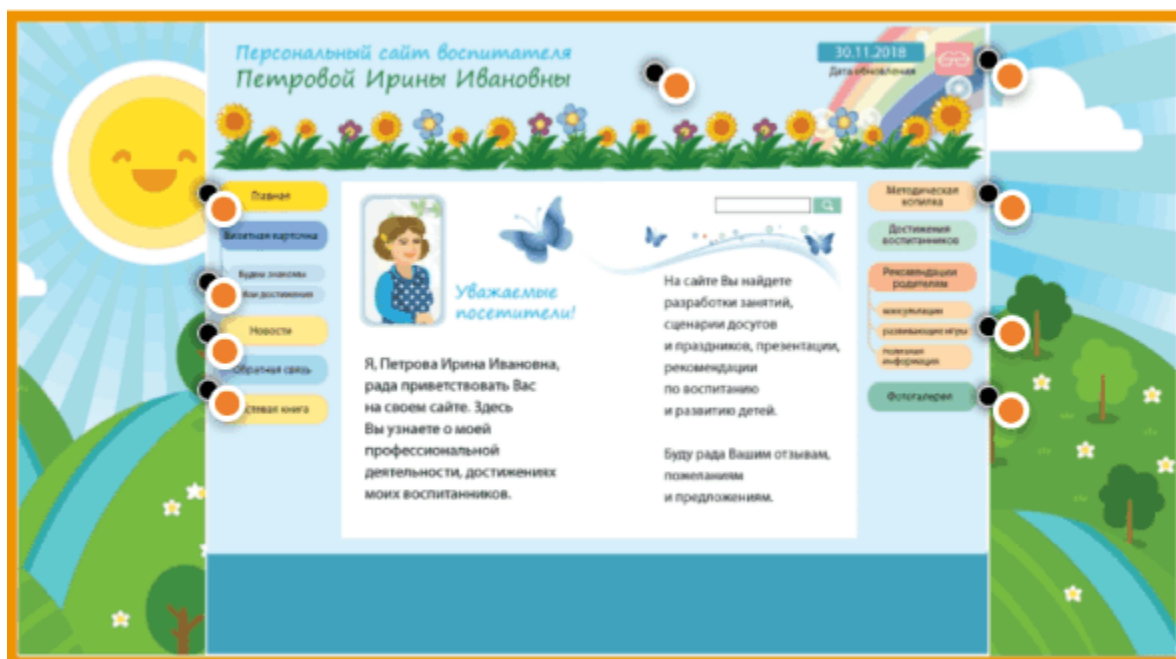 Персональный сайт воспитателя
Петровой Ирины Ивановны
30.11.2018
Дата обновления
Главная
Визитная карточка
Будем знакомы
Мои достижения
Новости
Обратная связь
Гостевая книга
Уважаемые
посетители!
Я, Петрова Ирина Ивановна,
рада приветствовать Вас
на своем сайте. Здесь
Вы узнаете о моей
профессиональной
деятельности, достижениях
моих воспитанников.
На сайте Вы найдете
разработки занятий,
сценарии досугов
и праздников, презентации,
рекомендации
по воспитанию
и развитию детей.
Буду рада Вашим отзывам,
пожеланиям
и предложениям.
Методическая
копилка
Достижения
воспитанников
Рекомендации
родителям
консультации
развивающие игры
полезная
информация
Фотогалерея